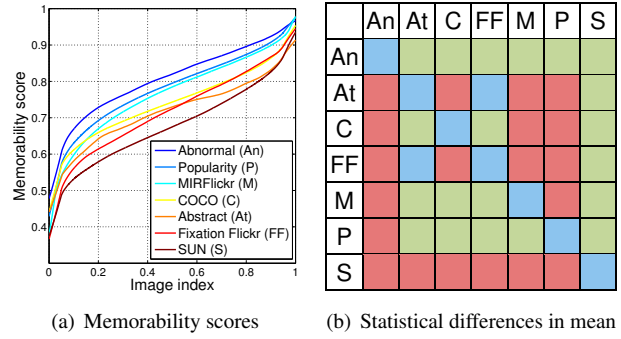 1
0.9
0.8
0.7
0.6
0.5
0.4
Memorability score
0 0.2 0.4 0.6 0.8 1
Image index
Abnormal (An)
Popularity (P)
MIRFlickr (M)
COCO (C)
Abstract (At)
Fixation Flickr (FF)
SUN (S)
(a) Memorability scores
An At C FF M P S
An
At
C
FF
M
P
S
(b) Statistical differences in mean